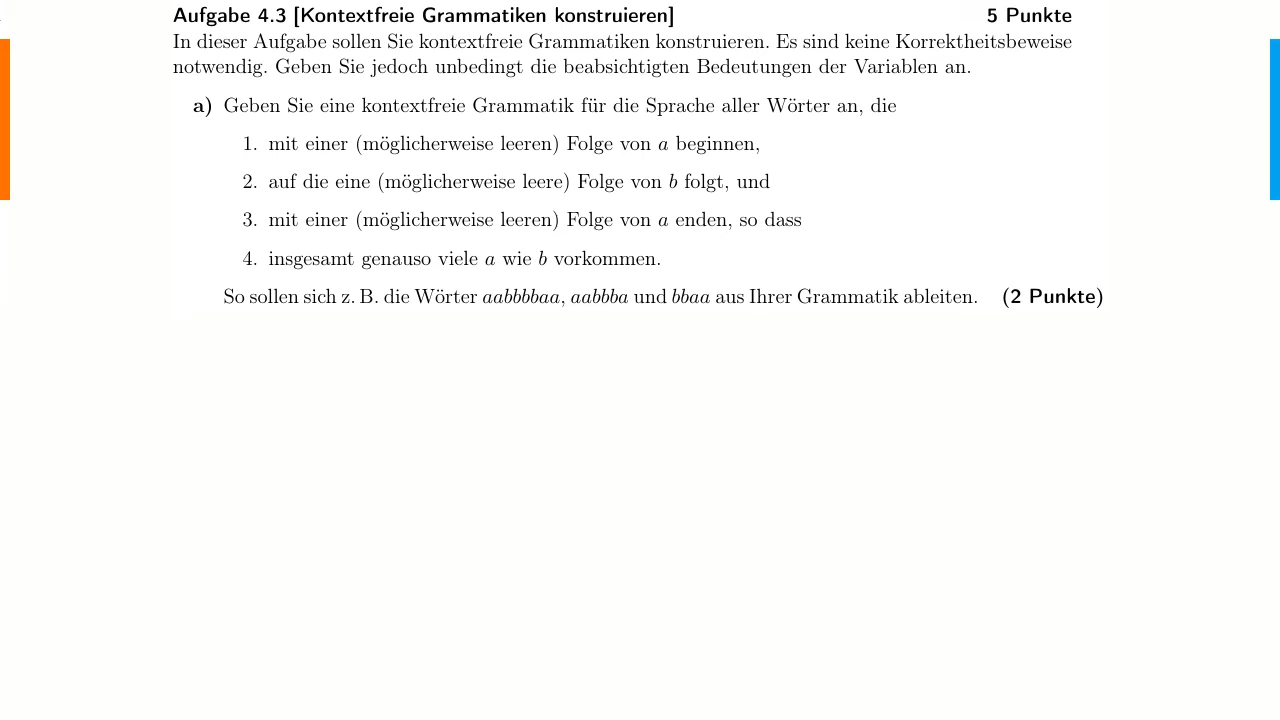 Aufgabe 4.3 [Kontextfreie Grammatiken konstruieren] 5 Punkte
In dieser Aufgabe sollen Sie kontextfreie Grammatiken konstruieren. Es sind keine Korrektheitsbeweise
notwendig. Geben Sie jedoch unbedingt die beabsichtigten Bedeutungen der Variablen an.
a) Geben Sie eine kontextfreie Grammatik für die Sprache aller Wörter an, die
1. mit einer (möglicherweise leeren) Folge von a beginnen,
2. auf die eine (möglicherweise leere) Folge von b folgt, und
3. mit einer (möglicherweise leeren) Folge von a enden, so dass
4. insgesamt genauso viele a wie b vorkommen.
So sollen sich z. B. die Wörter aabbbbaa, aabbba und bbaa aus Ihrer Grammatik ableiten. (2 Punkte)